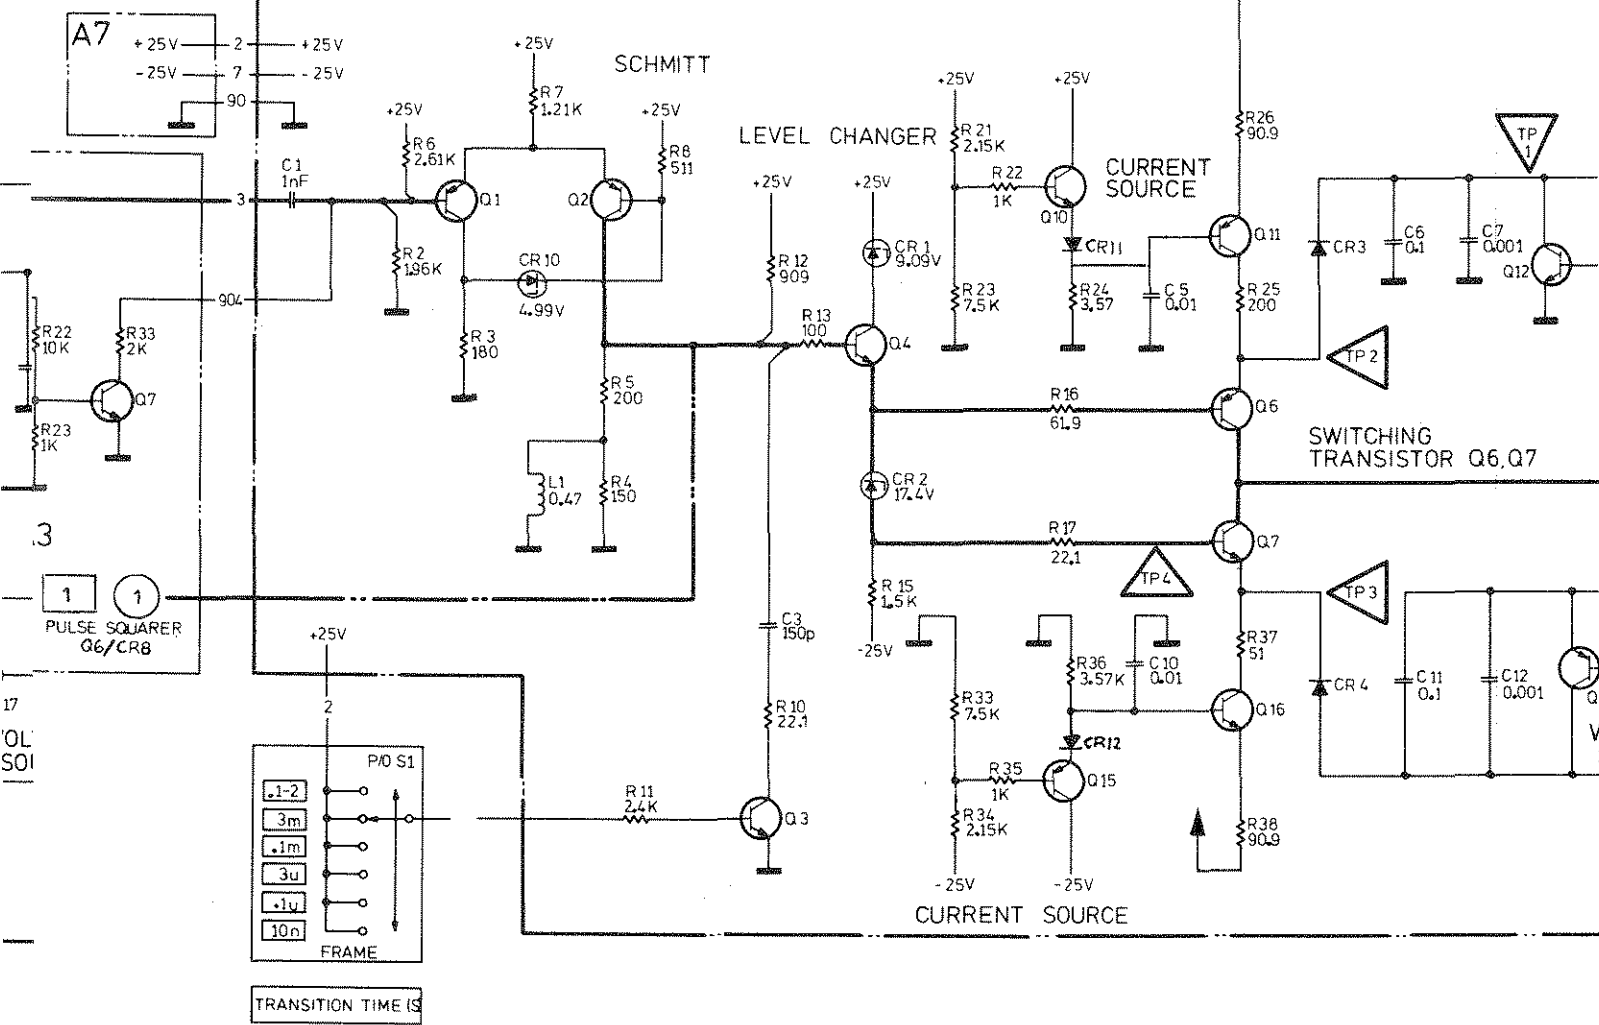 A7
+25V 2 +25V
-25V 7 -25V
90
+25V
SCHMITT
R7
1.21K
+25V
+25V
R6
2.61K
R8
511
C1
1nF
3
Q1
Q2
R2
1.96K
CR10
4.99V
904
R22
10K
R33
2K
Q7
R23
1K
R3
180
R5
200
L1
0.47
R4
150
LEVEL CHANGER
+25V
+25V
CR1
9.09V
R12
909
R13
100
Q4
+25V
+25V
R21
2.15K
R22
1K
Q10
CURRENT
SOURCE
CR11
R23
7.5K
R24
3.57
C5
0.01
R26
90.9
Q11
R25
200
TP
1
CR3
C6
0.1
C7
0.001
Q12
TP2
R16
61.9
Q6
SWITCHING
TRANSISTOR Q6,Q7
CR2
17.4V
R17
22.1
Q7
TP4
TP3
R15
1.5K
-25V
.3
1
1
PULSE SQUARER
Q6/CR8
+25V
C3
150p
R36
3.57K
C10
0.01
R37
51
R33
7.5K
Q16
CR4
C11
0.1
C12
0.001
Q
V
17
OL
SOI
2
R10
22.1
CR12
R35
1K
Q15
P/O S1
.1-2
3m
.1m
3u
.1u
10n
FRAME
R11
2.4K
Q3
R34
2.15K
R38
90.9
-25V
-25V
CURRENT SOURCE
TRANSITION TIME (S